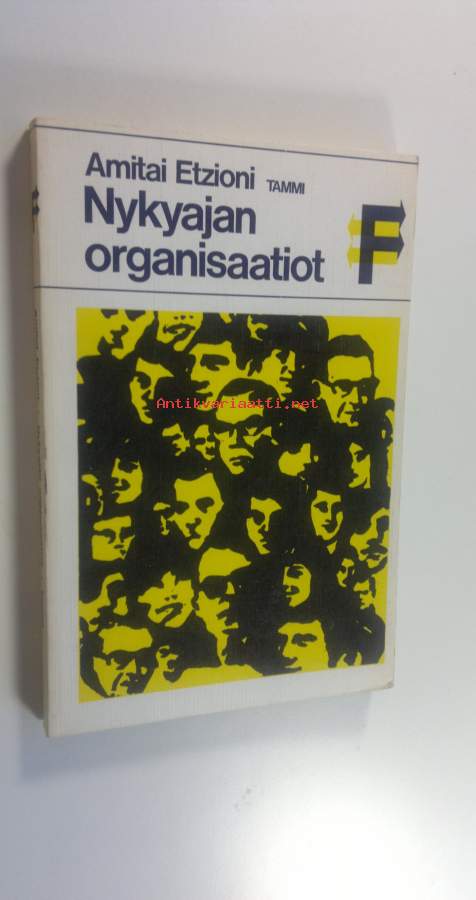 Amitai Etzioni TAMMI
Nykyajan
organisaatiot
F
Antikvariaatti.net